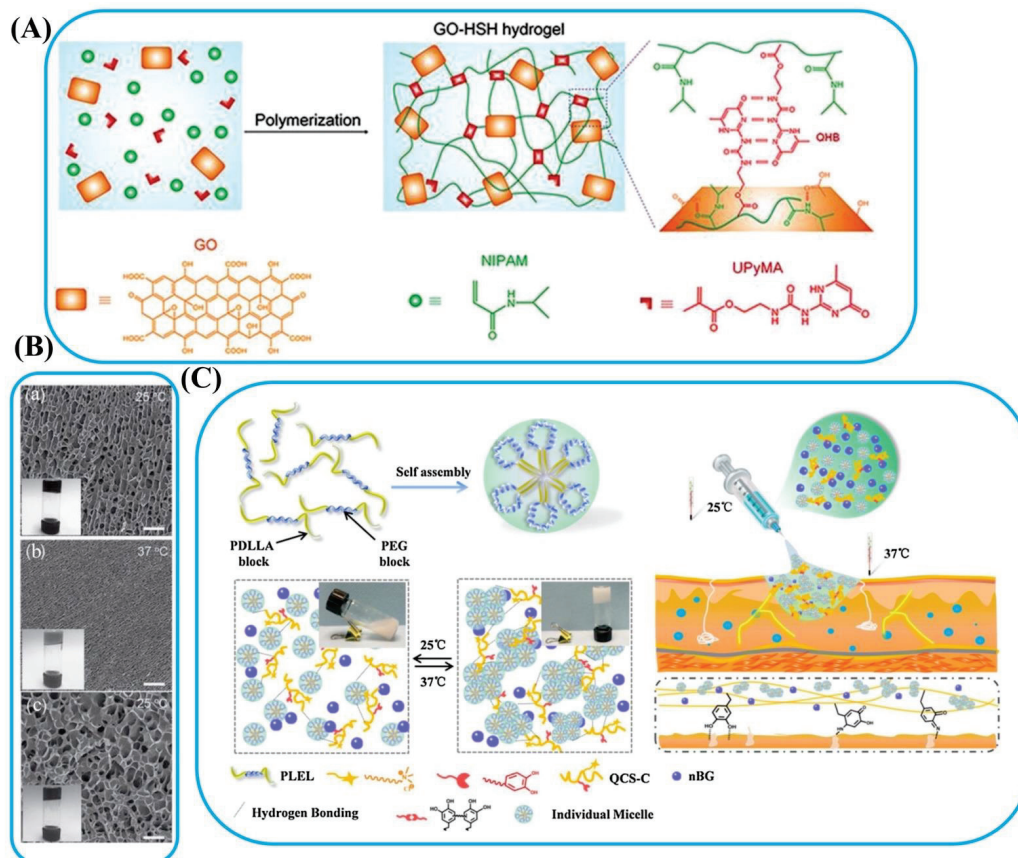 (A)
GO-HSH hydrogel
Polymerization
QHB
GO
NIPAM
UPyMA
(B)
(a)
25 °C
(b)
37 °C
(c)
25 °C
(C)
Self assembly
PDLLA
block
PEG
block
25℃
37℃
25℃
37℃
PLEL
QCS-C
nBG
Hydrogen Bonding
Individual Micelle